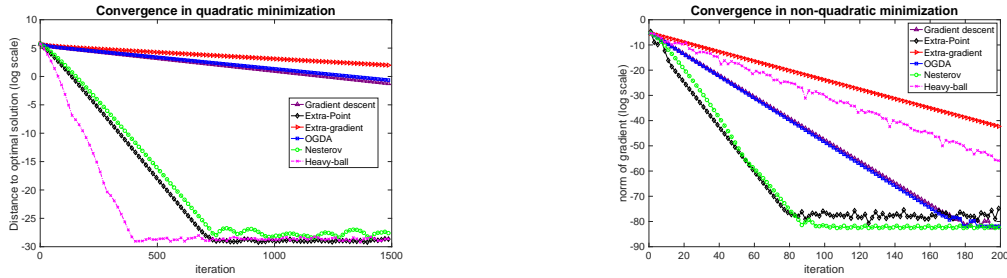 Convergence in quadratic minimization
Distance to optimal solution (log scale)
10
5
0
-5
-10
-15
-20
-25
-30
Gradient descent
Extra-Point
Extra-gradient
OGDA
Nesterov
Heavy-ball
0
500
1000
1500
iteration
Convergence in non-quadratic minimization
norm of gradient (log scale)
0
-10
-20
-30
-40
-50
-60
-70
-80
-90
Gradient descent
Extra-Point
Extra-gradient
OGDA
Nesterov
Heavy-ball
0
20
40
60
80
100
120
140
160
180
200
iteration